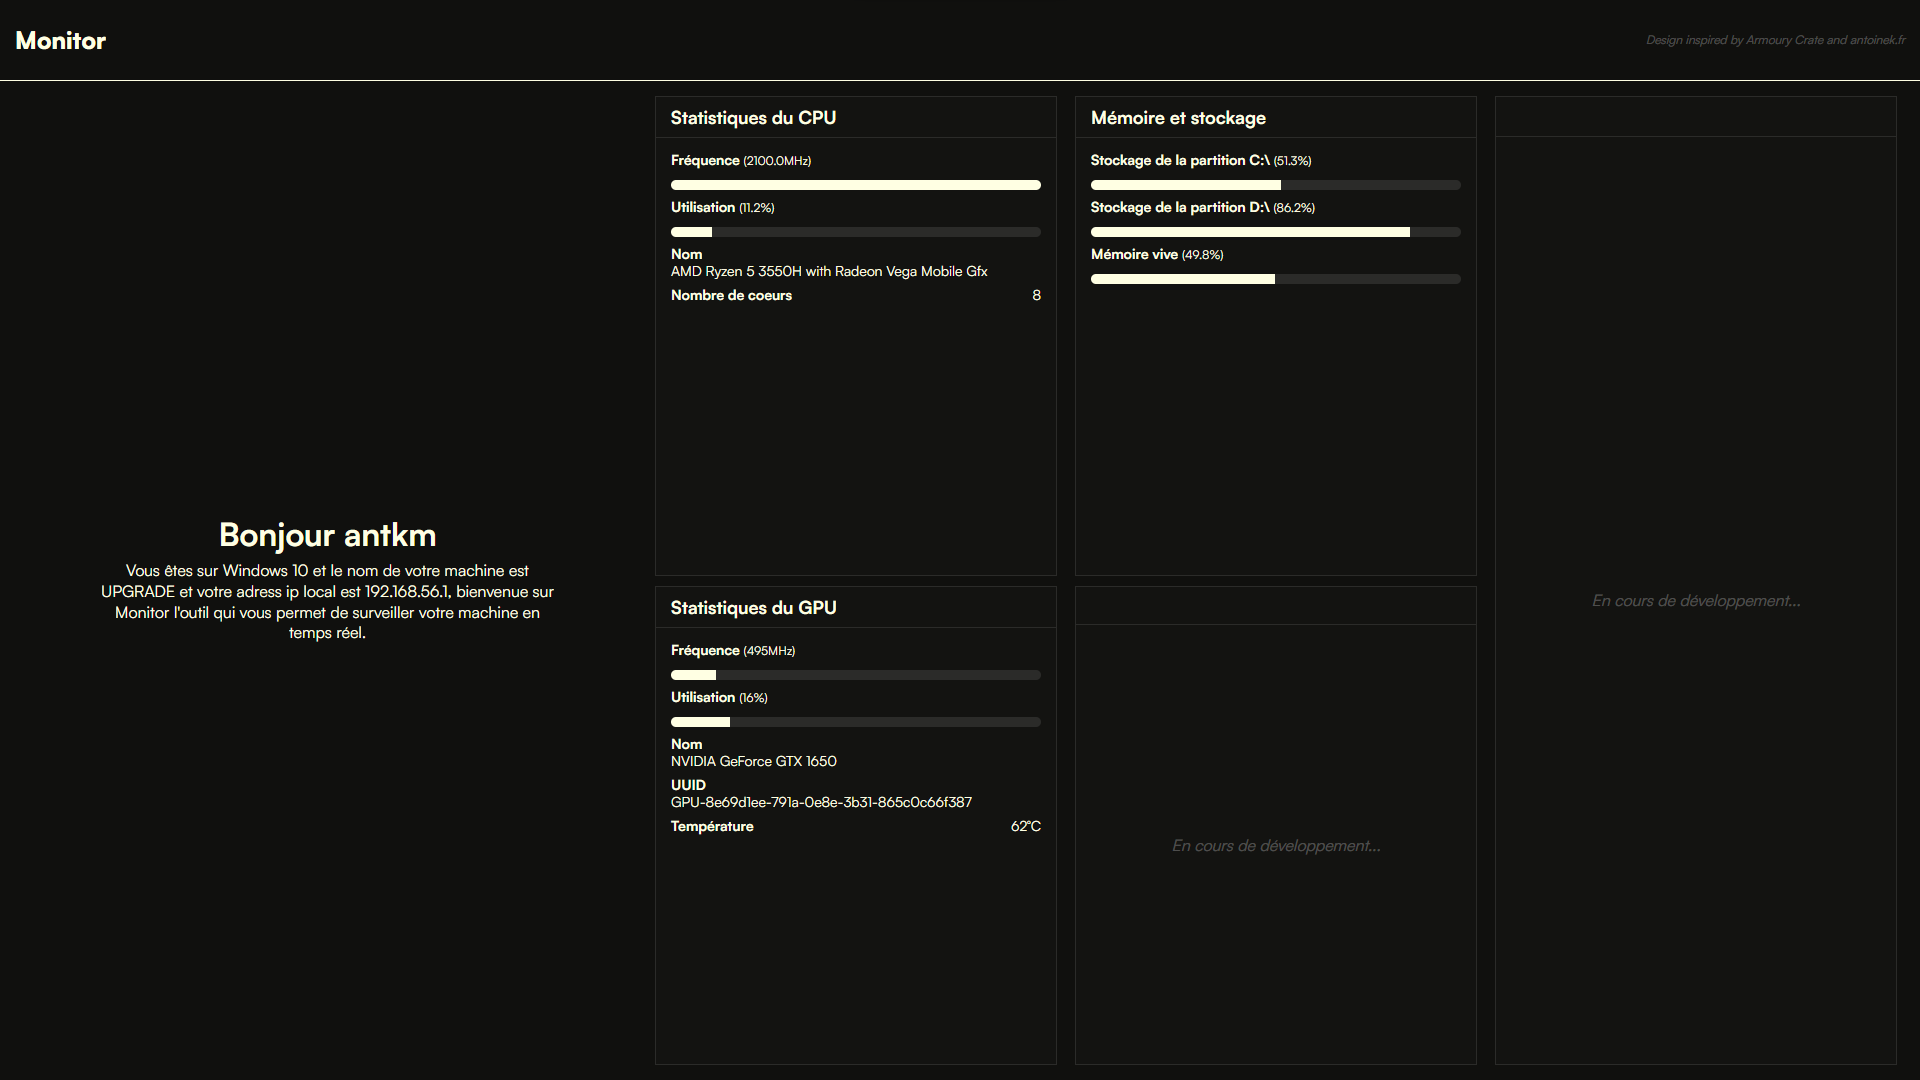 Monitor
Design inspired by Armoury Crate and antoinek.fr
Bonjour antkm
Vous êtes sur Windows 10 et le nom de votre machine est
UPGRADE et votre adress ip local est 192.168.56.1, bienvenue sur
Monitor l'outil qui vous permet de surveiller votre machine en
temps réel.
Statistiques du CPU
Fréquence (2100.0MHz)
Utilisation (11.2%)
Nom
AMD Ryzen 5 3550H with Radeon Vega Mobile Gfx
Nombre de coeurs 8
Mémoire et stockage
Stockage de la partition C:\ (51.3%)
Stockage de la partition D:\ (86.2%)
Mémoire vive (49.8%)
En cours de développement...
Statistiques du GPU
Fréquence (495MHz)
Utilisation (16%)
Nom
NVIDIA GeForce GTX 1650
UUID
GPU-8e69d1ee-791a-0e8e-3b31-865c0c66f387
Température 62°C
En cours de développement...